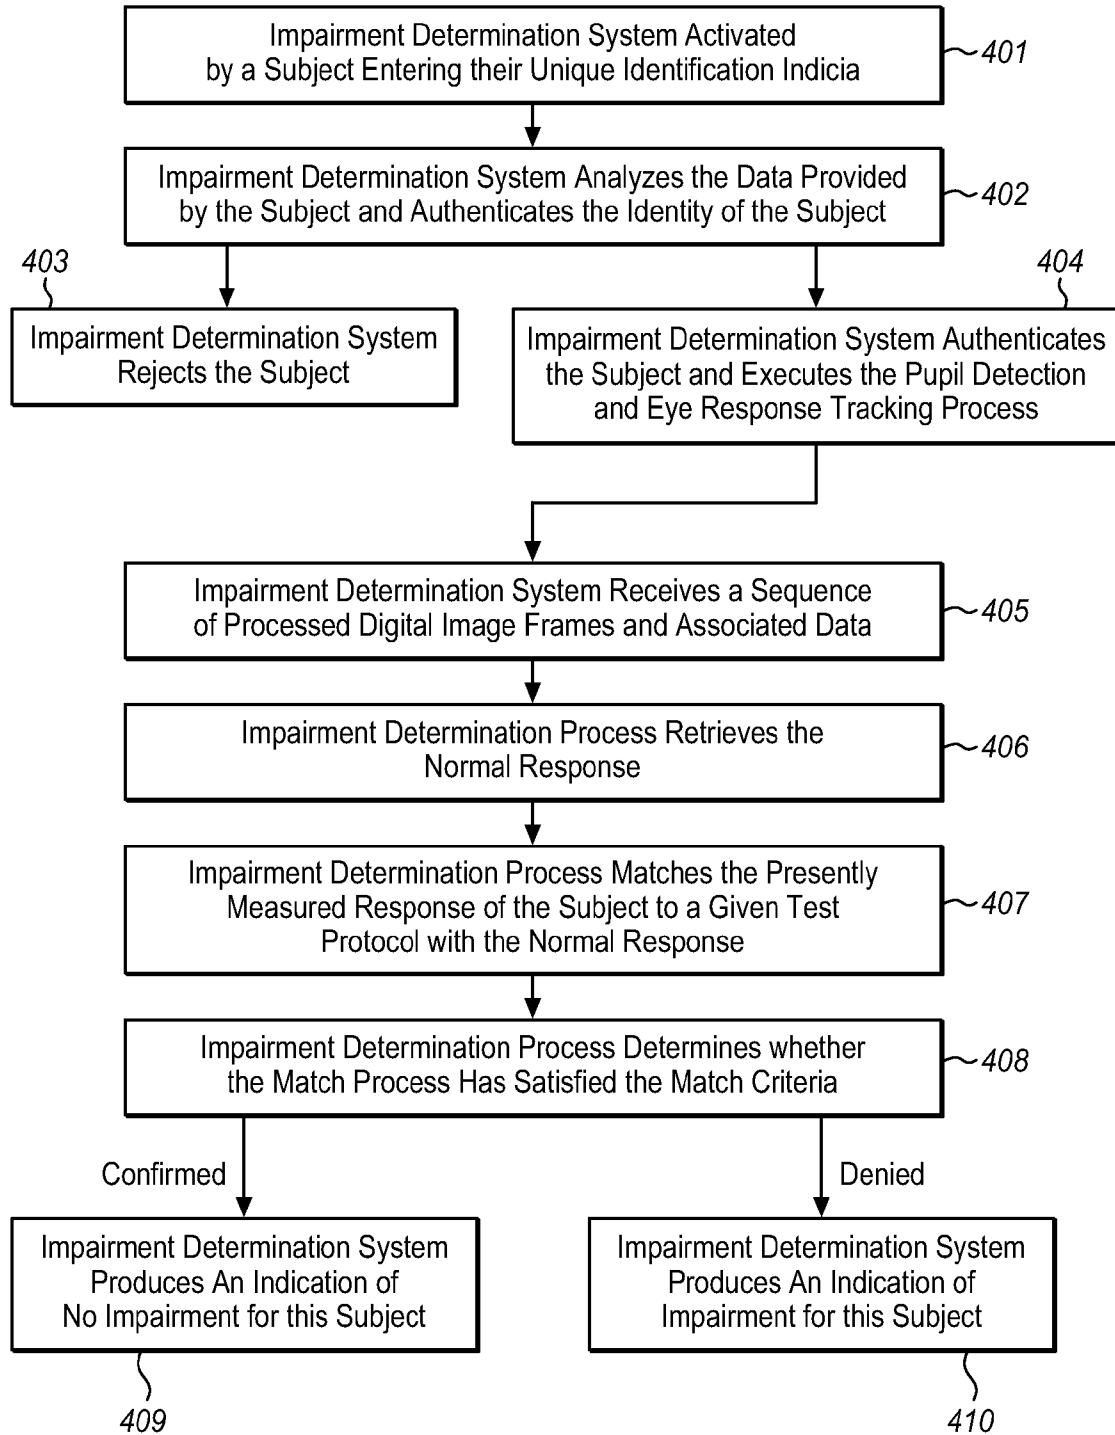 Impairment Determination System Activated
by a Subject Entering their Unique Identification Indicia
401
Impairment Determination System Analyzes the Data Provided
by the Subject and Authenticates the Identity of the Subject
402
403
Impairment Determination System
Rejects the Subject
404
Impairment Determination System Authenticates
the Subject and Executes the Pupil Detection
and Eye Response Tracking Process
Impairment Determination System Receives a Sequence
of Processed Digital Image Frames and Associated Data
405
Impairment Determination Process Retrieves the
Normal Response
406
Impairment Determination Process Matches the Presently
Measured Response of the Subject to a Given Test
Protocol with the Normal Response
407
Impairment Determination Process Determines whether
the Match Process Has Satisfied the Match Criteria
408
Confirmed
Denied
Impairment Determination System
Produces An Indication of
No Impairment for this Subject
409
Impairment Determination System
Produces An Indication of
Impairment for this Subject
410